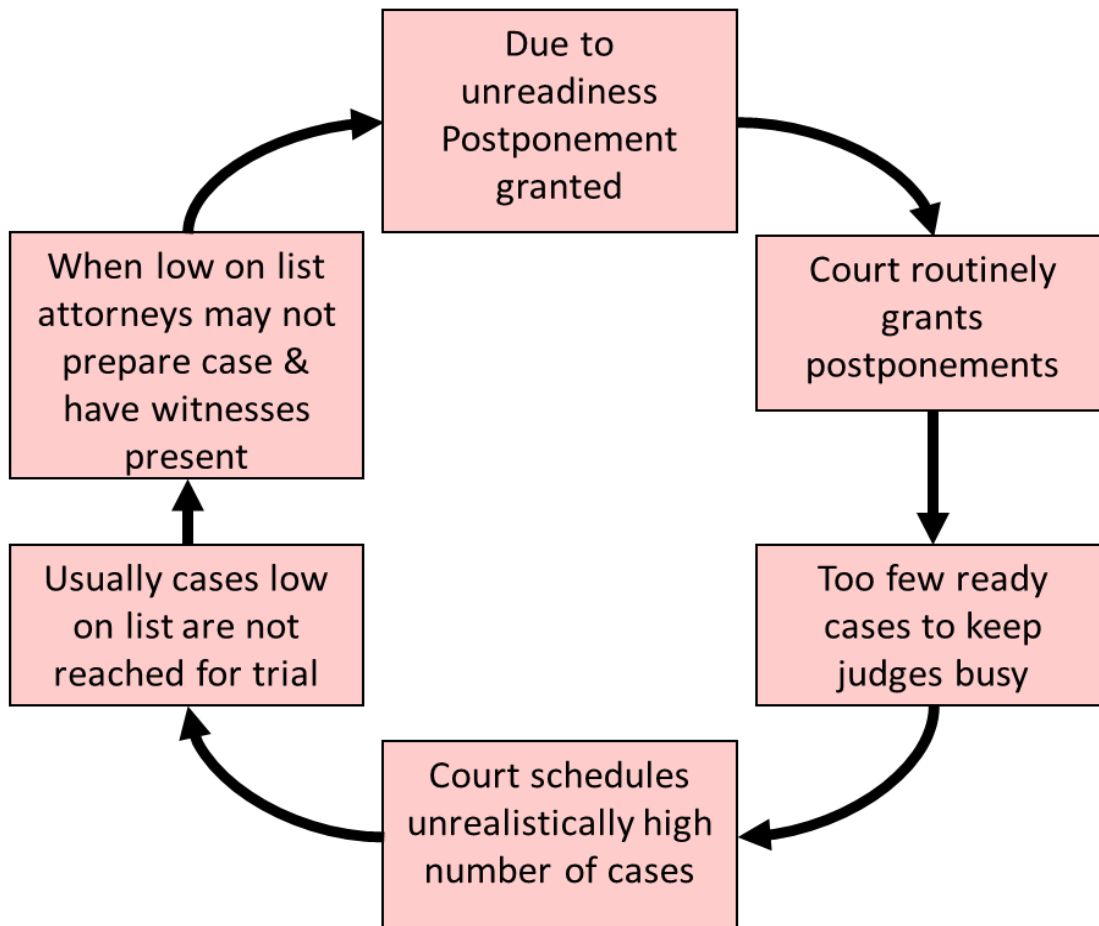 Due to
unreadiness
Postponement
granted
Court routinely
grants
postponements
Too few ready
cases to keep
judges busy
Court schedules
unrealistically high
number of cases
Usually cases low
on list are not
reached for trial
When low on list
attorneys may not
prepare case &
have witnesses
present